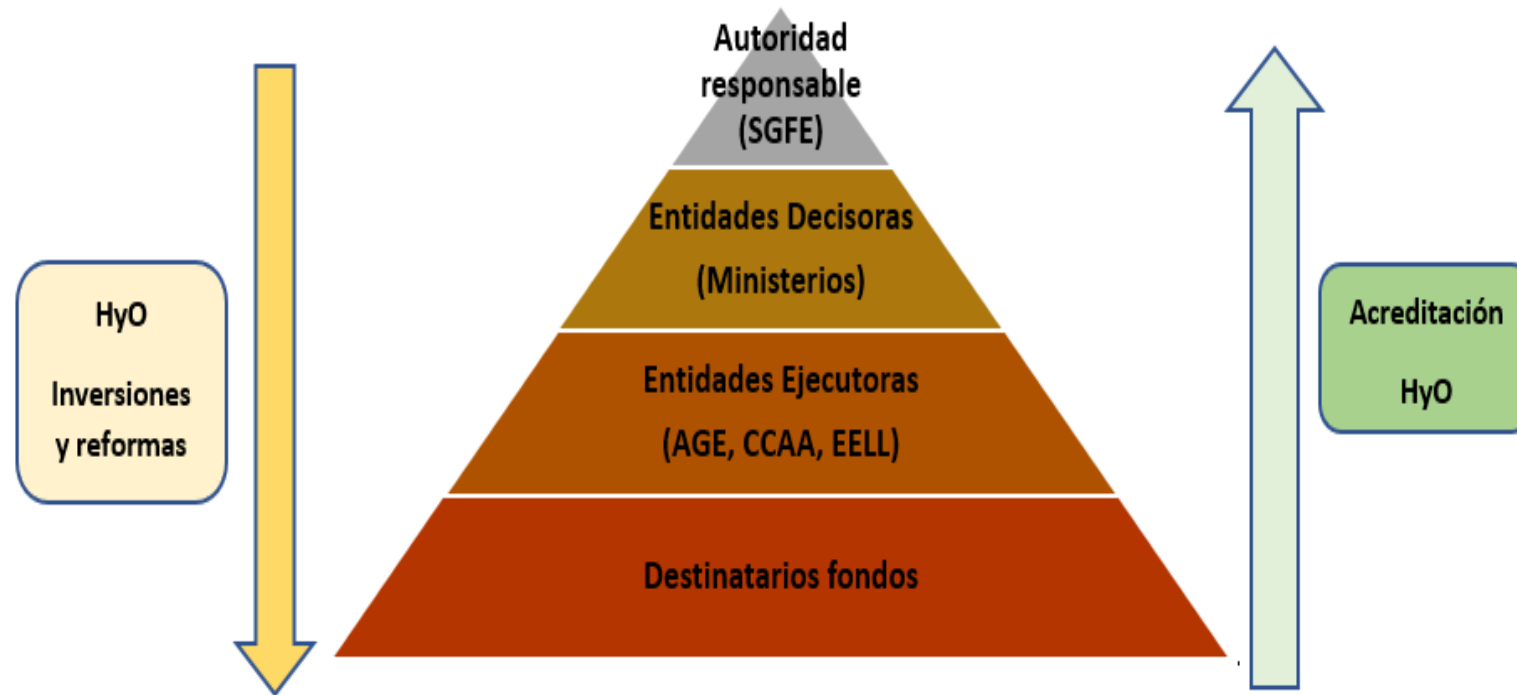 Autoridad
responsable
(SGFE)
Entidades Decisoras
(Ministerios)
Entidades Ejecutoras
(AGE, CCAA, EELL)
Destinatarios fondos
HyO
Inversiones
y reformas
Acreditación
HyO